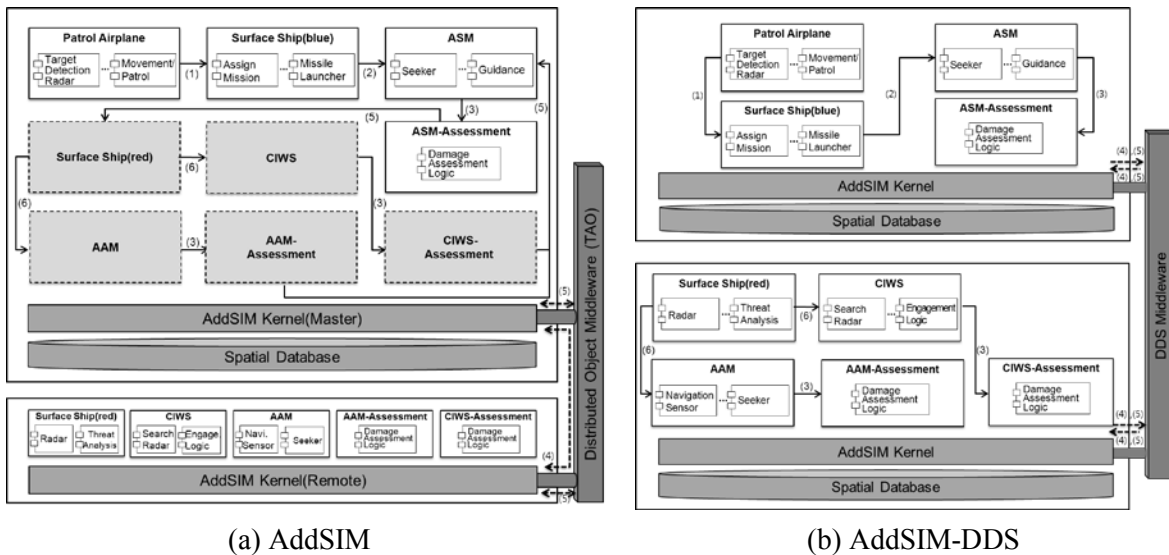 Patrol Airplane
Target
Detection
Radar
...
Movement/
Patrol
(1)
Surface Ship(blue)
Assign
Mission
...
Missile
Launcher
(2)
ASM
Seeker
...
Guidance
(3)
(5)
(5)
ASM-Assessment
Damage
Assessment
Logic
Surface Ship(red)
(6)
CIWS
(6)
(3)
AAM
(3)
AAM-
Assessment
CIWS-
Assessment
(5)
AddSIM Kernel(Master)
Spatial Database
Surface Ship(red)
Radar
Threat
Analysis
CIWS
Search
Radar
Engage.
Logic
AAM
Navi.
Sensor
Seeker
AAM-Assessment
Damage
Assessment
Logic
CIWS-Assessment
Damage
Assessment
Logic
(4)
AddSIM Kernel(Remote)
(5)
Distributed Object Middleware (TAO)
(a) AddSIM
Patrol Airplane
Target
Detection
Radar
...
Movement/
Patrol
(1)
Surface Ship(blue)
Assign
Mission
...
Missile
Launcher
(2)
ASM
Seeker
...
Guidance
(3)
ASM-Assessment
Damage
Assessment
Logic
(4) ,(5)
(4) ,(5)
AddSIM Kernel
Spatial Database
Surface Ship(red)
Radar
...
Threat
Analysis
(6)
CIWS
Search
Radar
...
Engagement
Logic
(6)
(3)
AAM
Navigation
Sensor
...
Seeker
(3)
AAM-Assessment
Damage
Assessment
Logic
CIWS-Assessment
Damage
Assessment
Logic
(4) ,(5)
(4) ,(5)
AddSIM Kernel
Spatial Database
DDS Middleware
(b) AddSIM-DDS